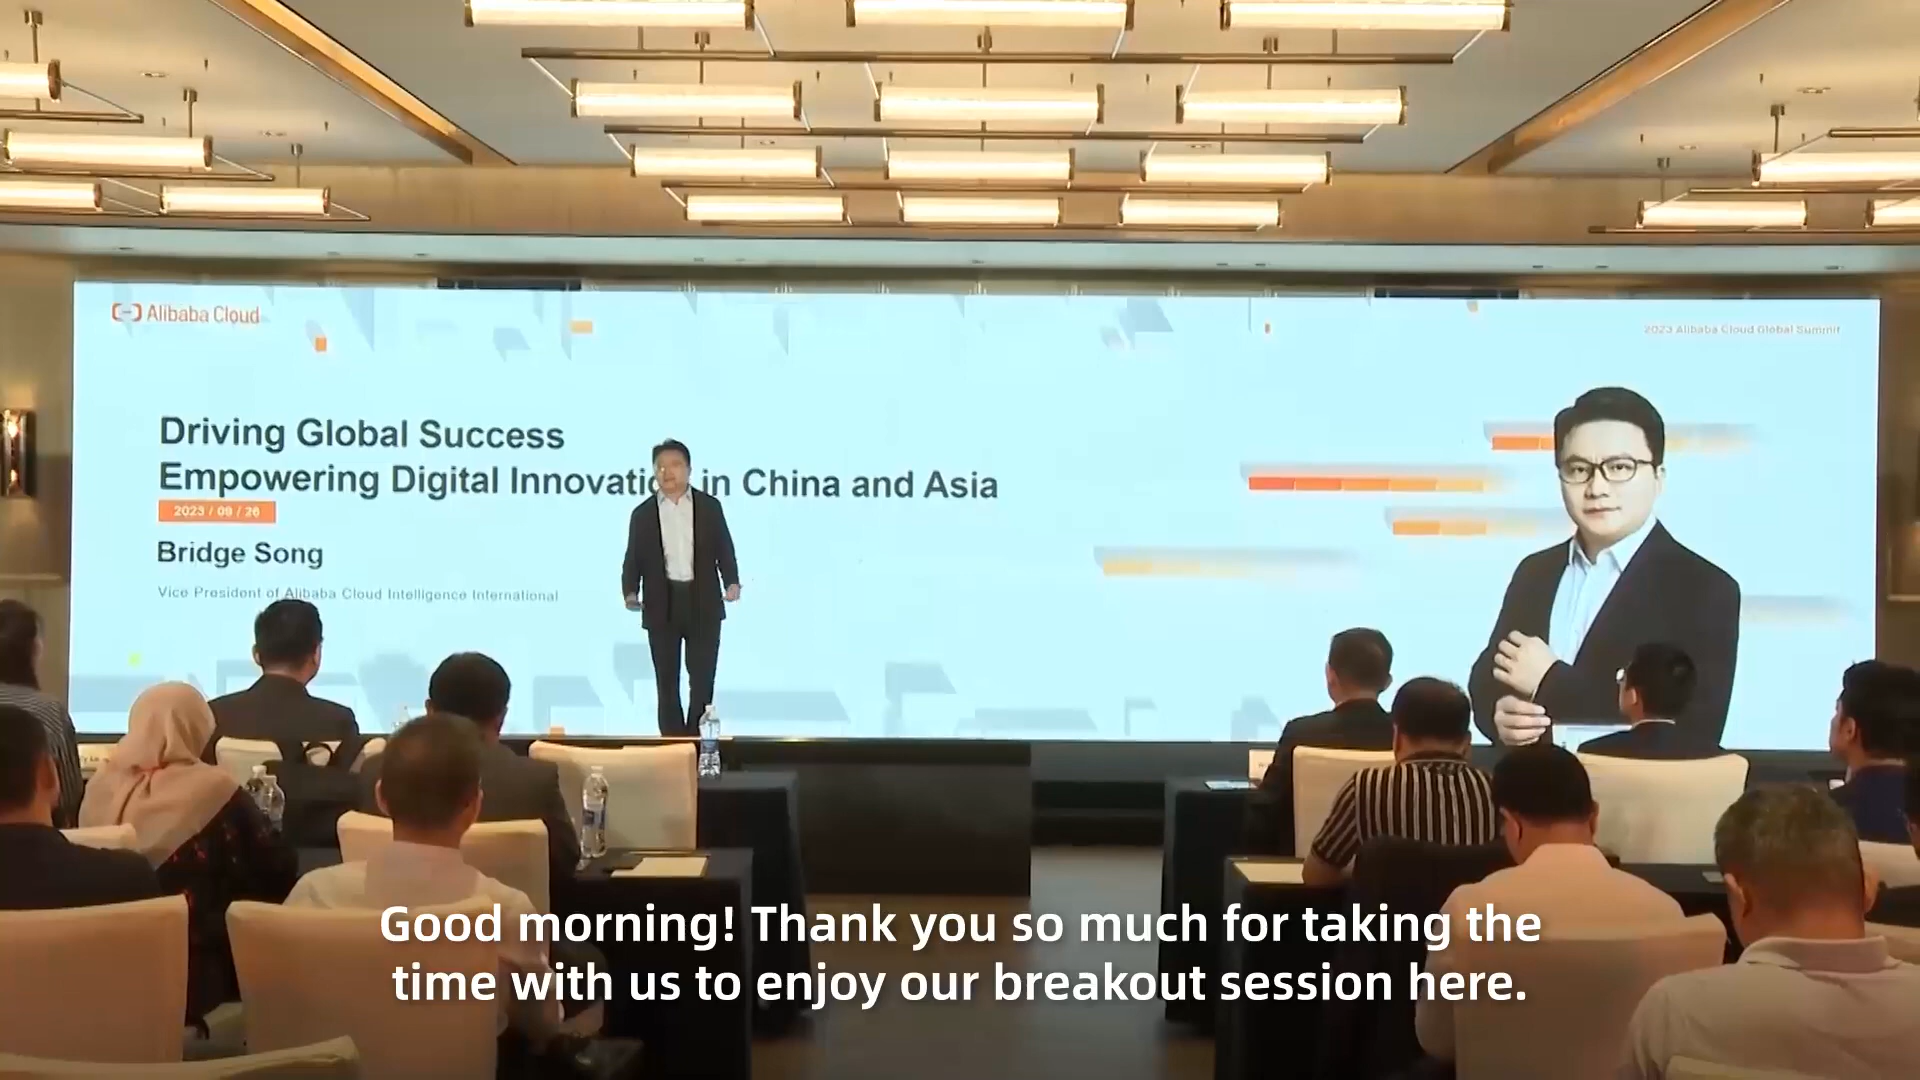 Alibaba Cloud
2023 Alibaba Cloud Global Summit
Driving Global Success
Empowering Digital Innovation in China and Asia
2023 / 09 / 26
Bridge Song
Vice President of Alibaba Cloud Intelligence International
Good morning! Thank you so much for taking the
time with us to enjoy our breakout session here.